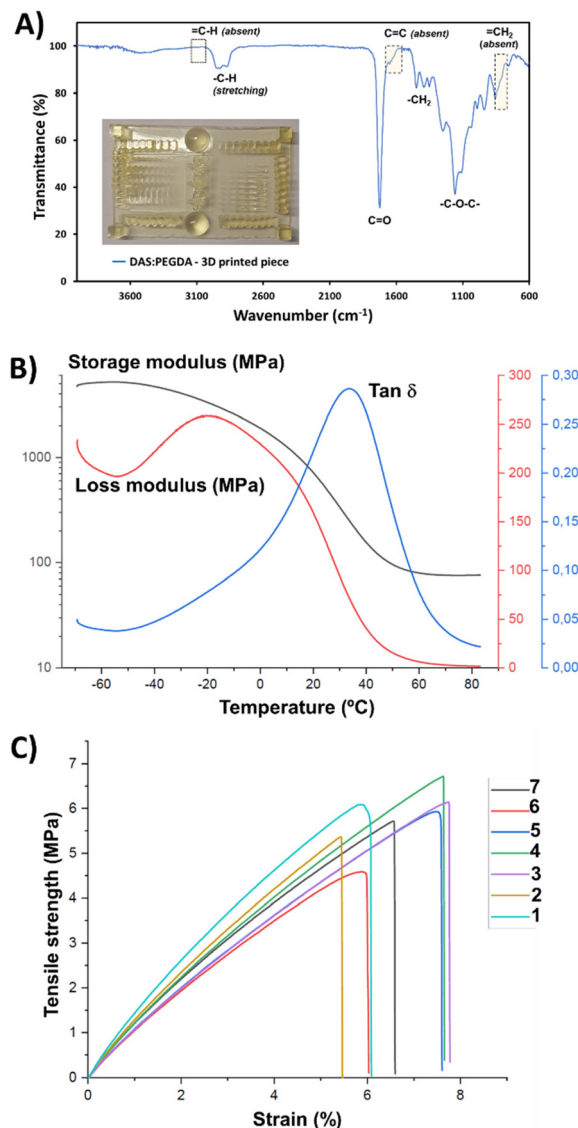 A)
=C-H (absent)
C=C (absent)
=CH2
(absent)
-C-H
(stretching)
-CH2
C=O
-C-O-C-
100
80
60
40
20
0
Transmittance (%)
DAS:PEGDA - 3D printed piece
3600 3100 2600 2100 1600 1100 600
Wavenumber (cm-1)
B)
Storage modulus (MPa)
Tan δ
Loss modulus (MPa)
1000
100
10
300
250
200
150
100
50
0
0,30
0,25
0,20
0,15
0,10
0,05
0,00
-60 -40 -20 0 20 40 60 80
Temperature (ºC)
C)
7
6
5
4
3
2
1
0
Tensile strength (MPa)
7
6
5
4
3
2
1
0 2 4 6 8
Strain (%)